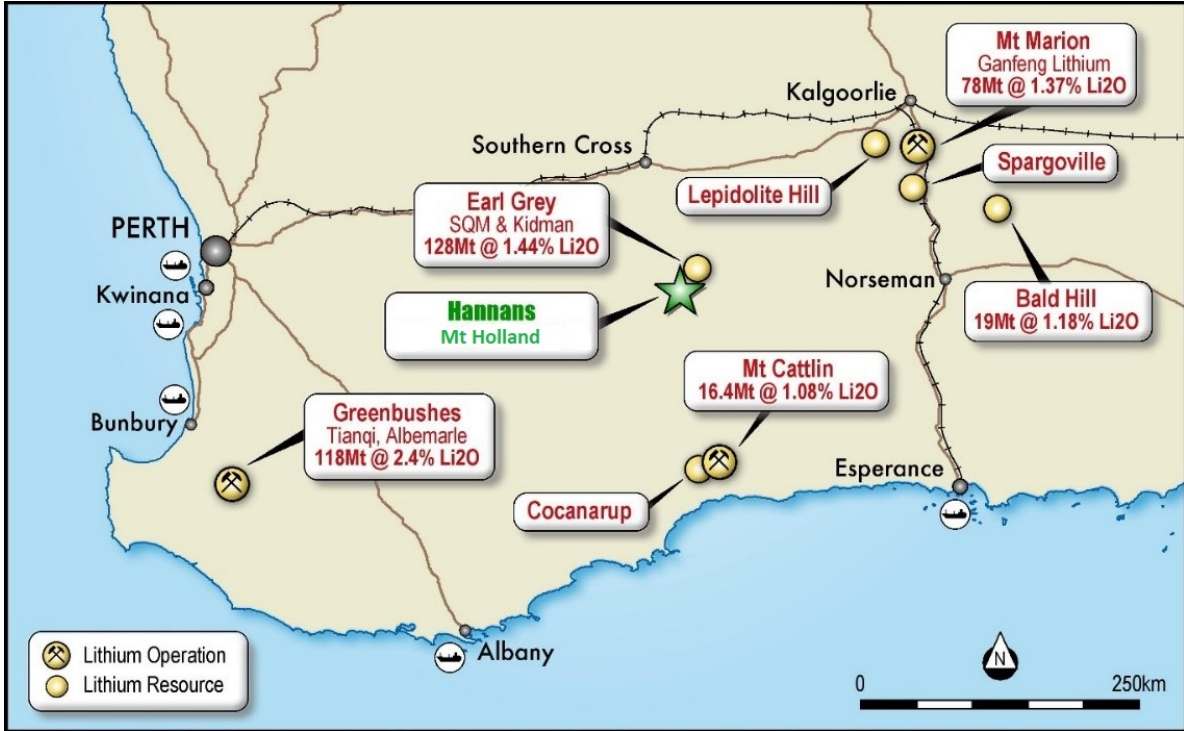 Mt Marion
Ganfeng Lithium
78Mt @ 1.37% Li2O
Kalgoorlie
Southern Cross
Lepidolite Hill
Spargoville
Earl Grey
SQM & Kidman
128Mt @ 1.44% Li2O
PERTH
Kwinana
Norseman
Bald Hill
19Mt @ 1.18% Li2O
Hannans
Mt Holland
Mt Cattlin
16.4Mt @ 1.08% Li2O
Bunbury
Greenbushes
Tianqi, Albemarle
118Mt @ 2.4% Li2O
Esperance
Cocanarup
Albany
Lithium Operation
Lithium Resource
N
0
250km